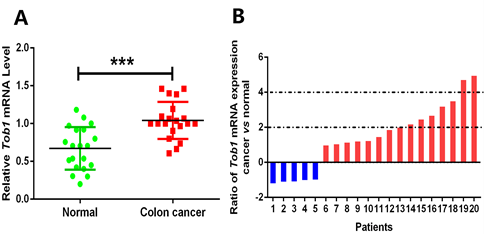 A
Relative Tob1 mRNA Level
2.0
1.5
1.0
0.5
0.0
***
Normal
Colon cancer
B
Ratio of Tob1 mRNA expression
cancer vs normal
6
4
2
0
-2
1 2 3 4 5 6 7 8 9 10 11 12 13 14 15 16 17 18 19 20
Patients